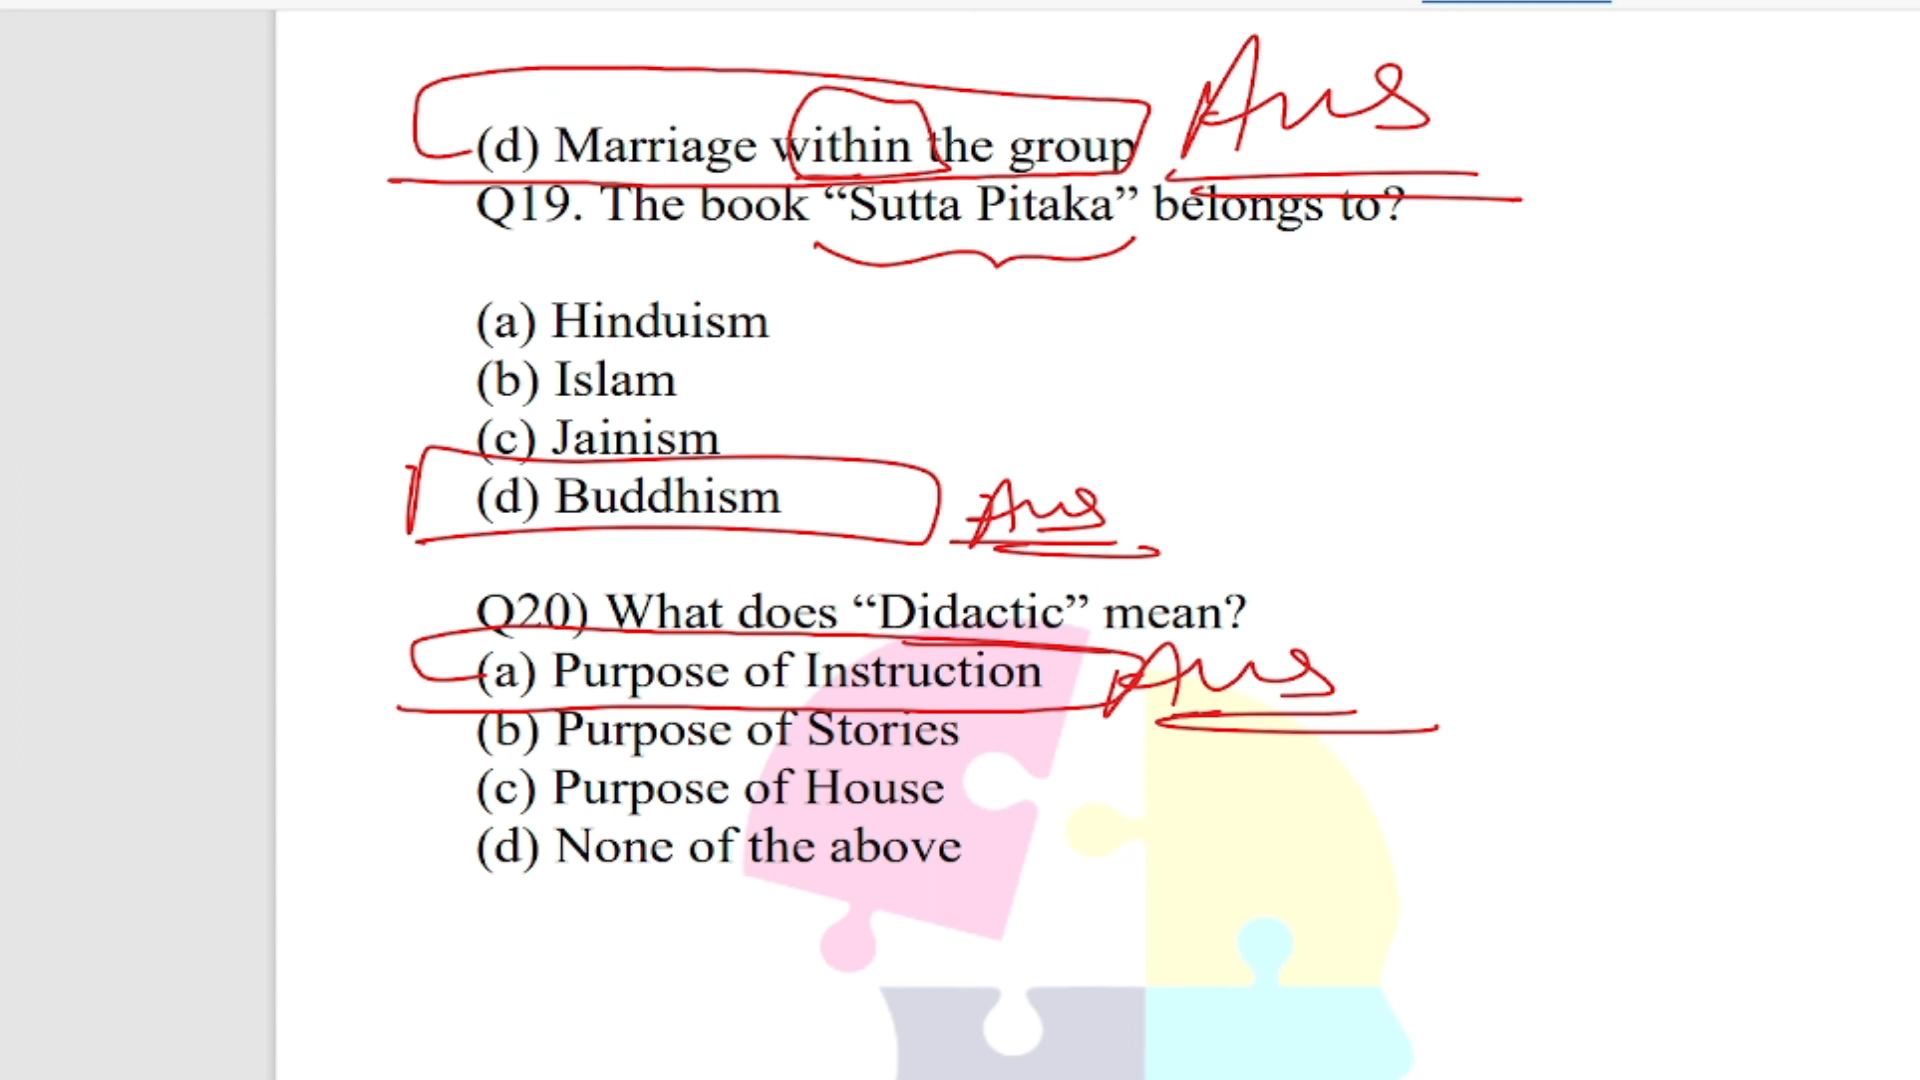 (d) Marriage within the group Ans
Q19. The book “Sutta Pitaka” belongs to?
(a) Hinduism
(b) Islam
(c) Jainism
(d) Buddhism Ans
Q20) What does “Didactic” mean?
(a) Purpose of Instruction Ans
(b) Purpose of Stories
(c) Purpose of House
(d) None of the above